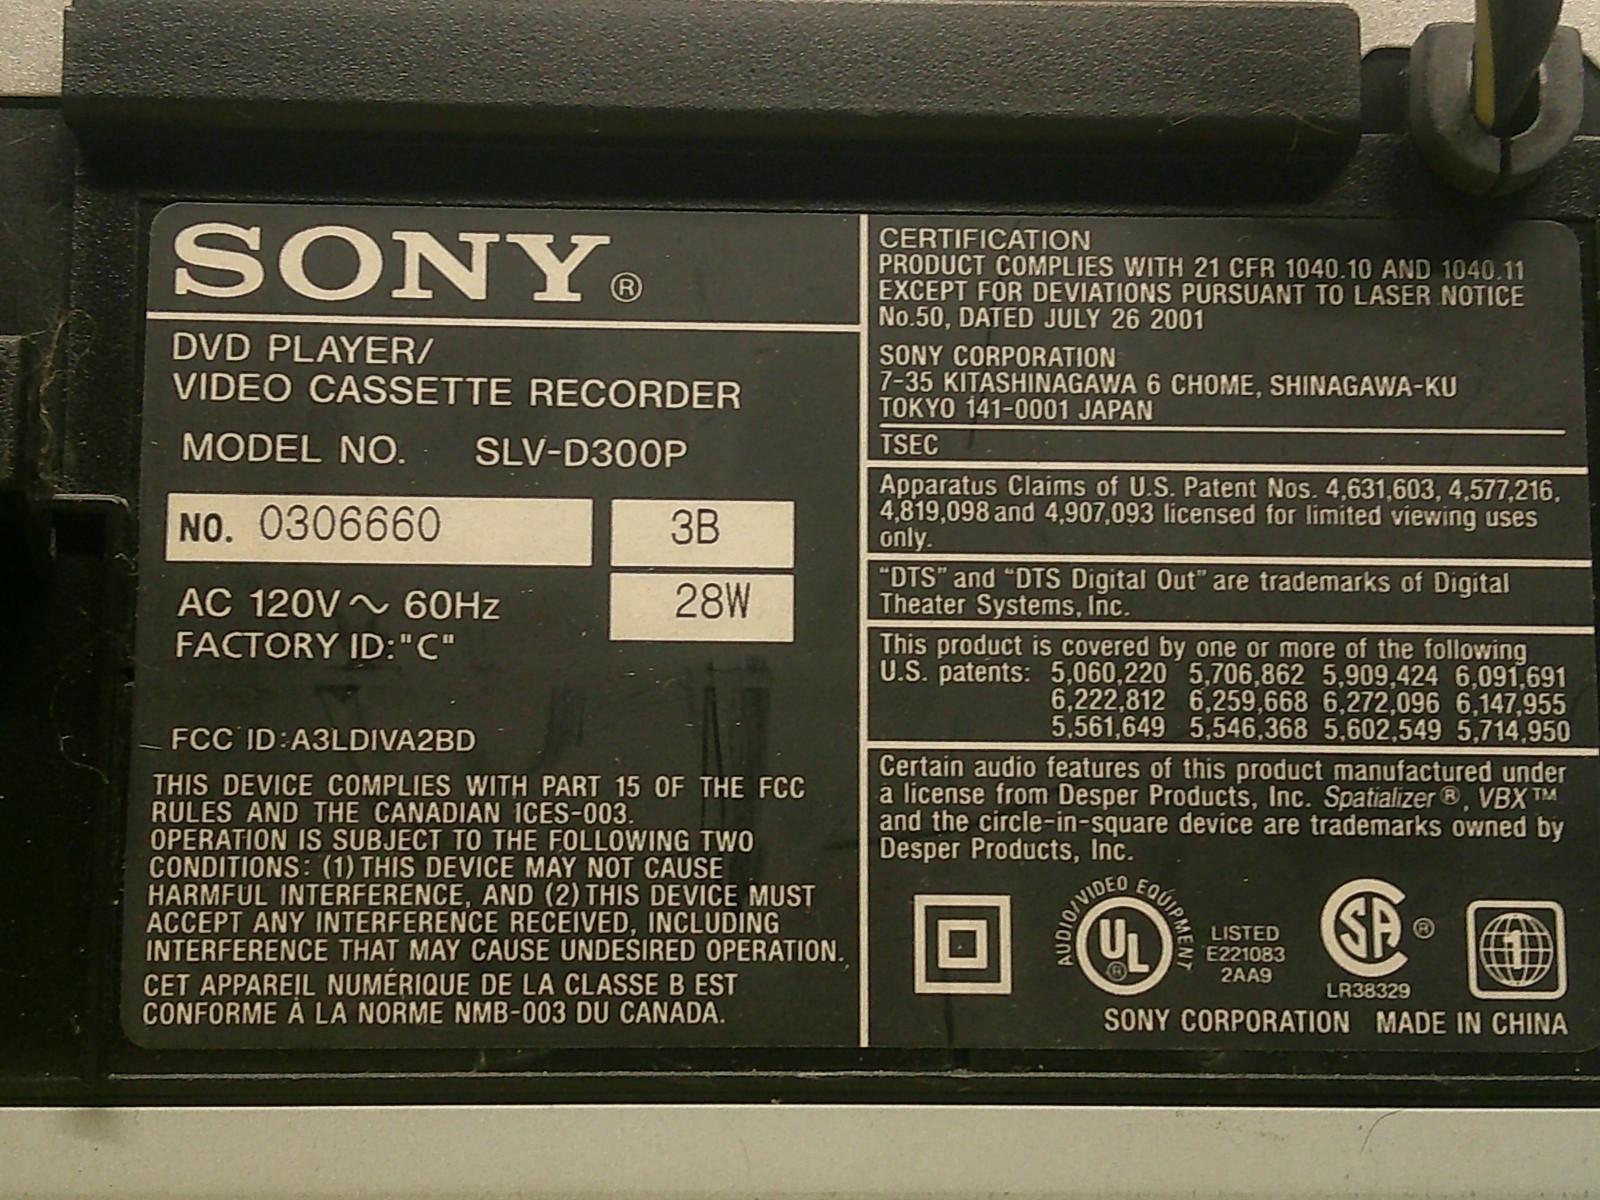 SONY®
DVD PLAYER/
VIDEO CASSETTE RECORDER
MODEL NO. SLV-D300P
NO. 0306660 3B
AC 120V ~ 60Hz 28W
FACTORY ID:"C"
FCC ID:A3LDIVA2BD
THIS DEVICE COMPLIES WITH PART 15 OF THE FCC
RULES AND THE CANADIAN ICES-003.
OPERATION IS SUBJECT TO THE FOLLOWING TWO
CONDITIONS: (1) THIS DEVICE MAY NOT CAUSE
HARMFUL INTERFERENCE, AND (2) THIS DEVICE MUST
ACCEPT ANY INTERFERENCE RECEIVED, INCLUDING
INTERFERENCE THAT MAY CAUSE UNDESIRED OPERATION.
CET APPAREIL NUMÉRIQUE DE LA CLASSE B EST
CONFORME À LA NORME NMB-003 DU CANADA.
CERTIFICATION
PRODUCT COMPLIES WITH 21 CFR 1040.10 AND 1040.11
EXCEPT FOR DEVIATIONS PURSUANT TO LASER NOTICE
No.50, DATED JULY 26 2001
SONY CORPORATION
7-35 KITASHINAGAWA 6 CHOME, SHINAGAWA-KU
TOKYO 141-0001 JAPAN
TSEC
Apparatus Claims of U.S. Patent Nos. 4,631,603, 4,577,216,
4,819,098 and 4,907,093 licensed for limited viewing uses
only.
"DTS" and "DTS Digital Out" are trademarks of Digital
Theater Systems, Inc.
This product is covered by one or more of the following
U.S. patents: 5,060,220 5,706,862 5,909,424 6,091,691
6,222,812 6,259,668 6,272,096 6,147,955
5,561,649 5,546,368 5,602,549 5,714,950
Certain audio features of this product manufactured under
a license from Desper Products, Inc. Spatializer®, VBX™
and the circle-in-square device are trademarks owned by
Desper Products, Inc.
AUDIO/VIDEO EQUIPMENT
UL®
LISTED
E221083
2AA9
SA®
LR38329
1
SONY CORPORATION MADE IN CHINA